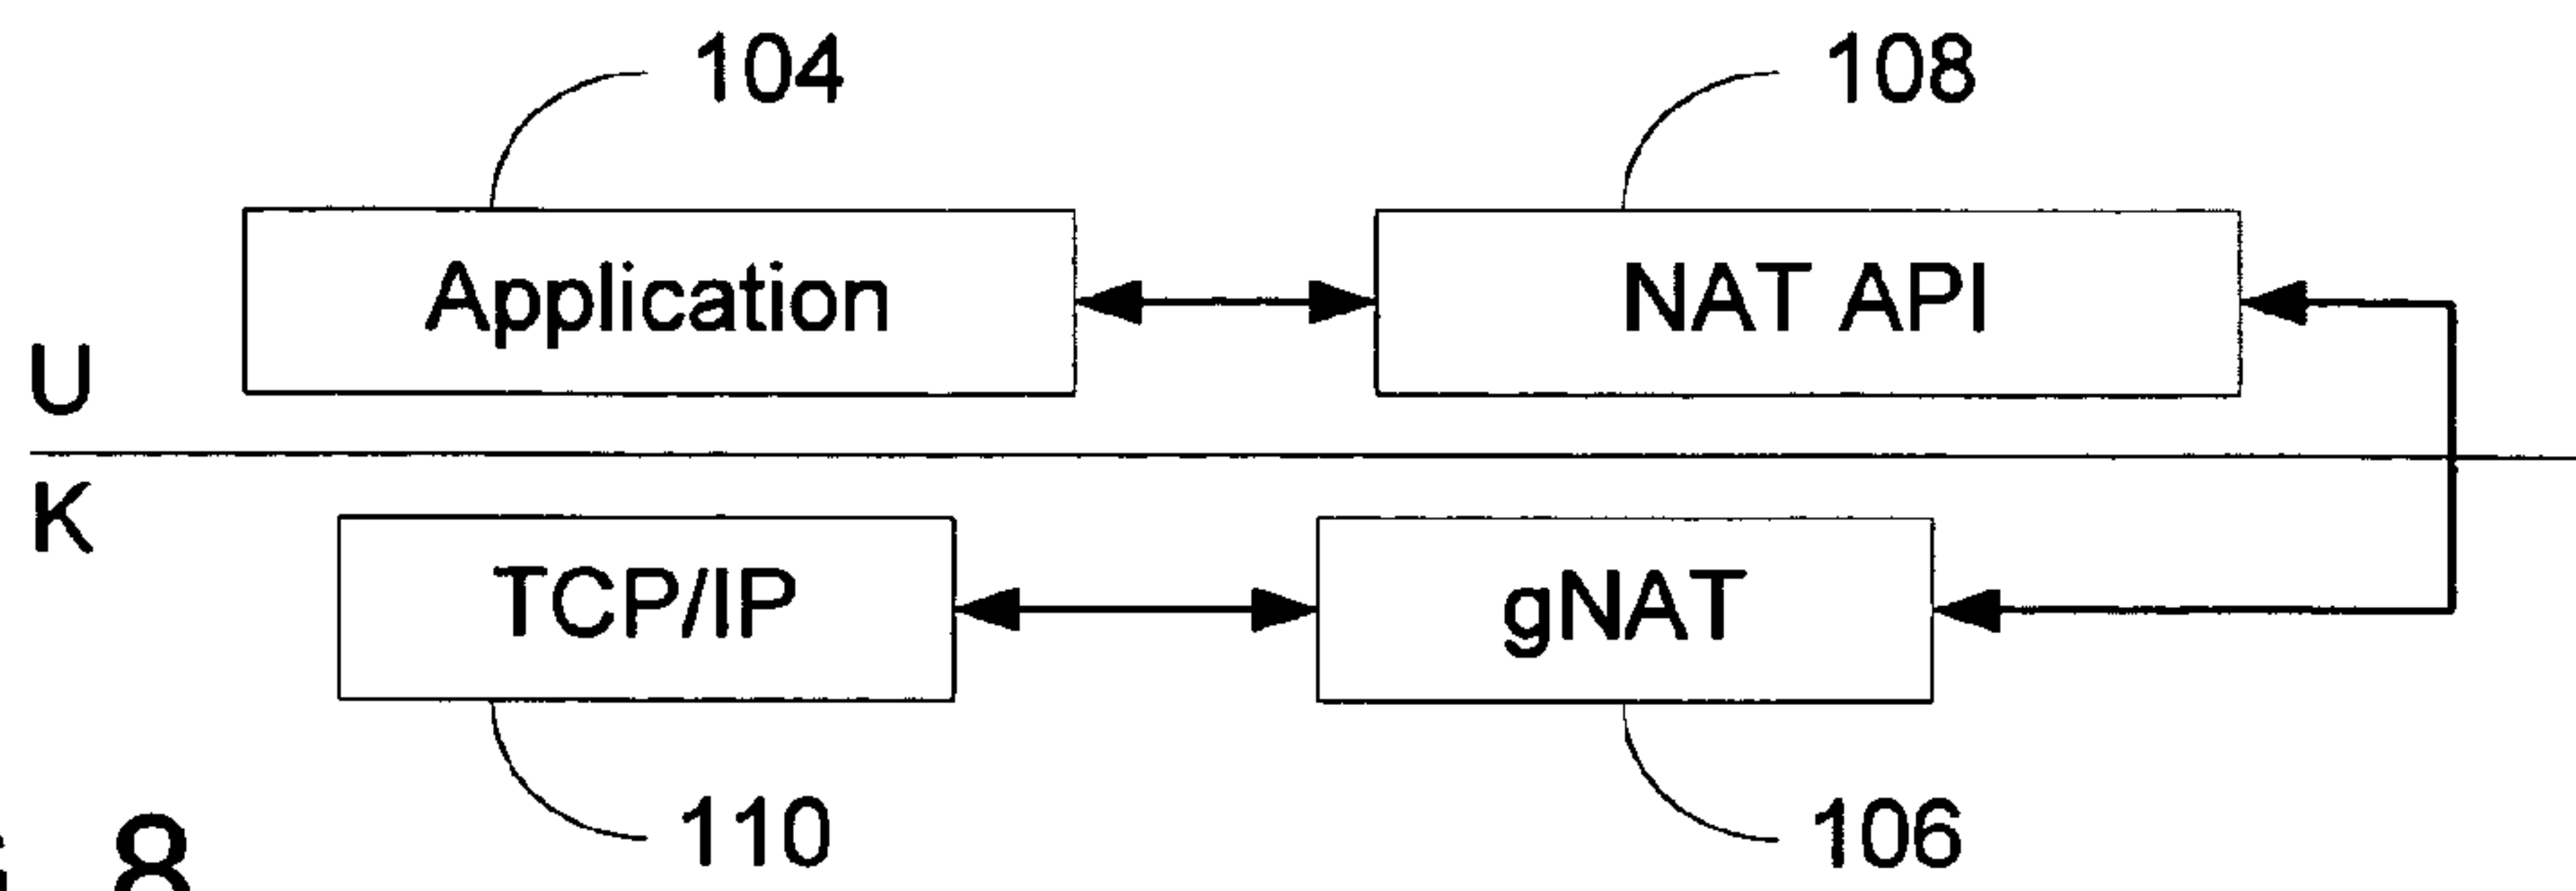 104
108
Application
NAT API
U
K
TCP/IP
gNAT
110
106
8